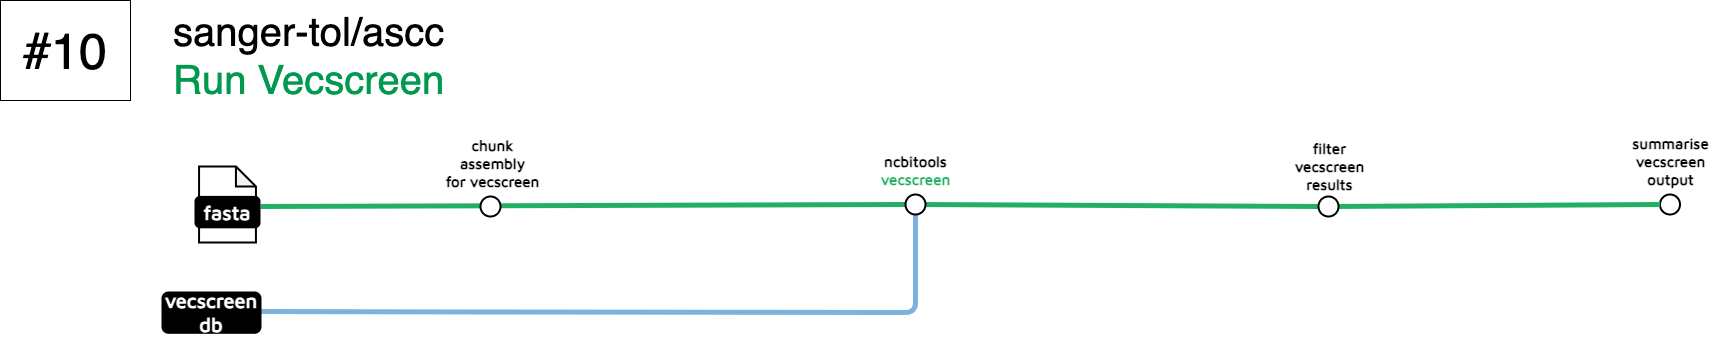 #10
sanger-tol/ascc
Run Vecscreen
chunk
assembly
for vecscreen
ncbitools
vecscreen
filter
vecscreen
results
summarise
vecscreen
output
fasta
vecscreen
db